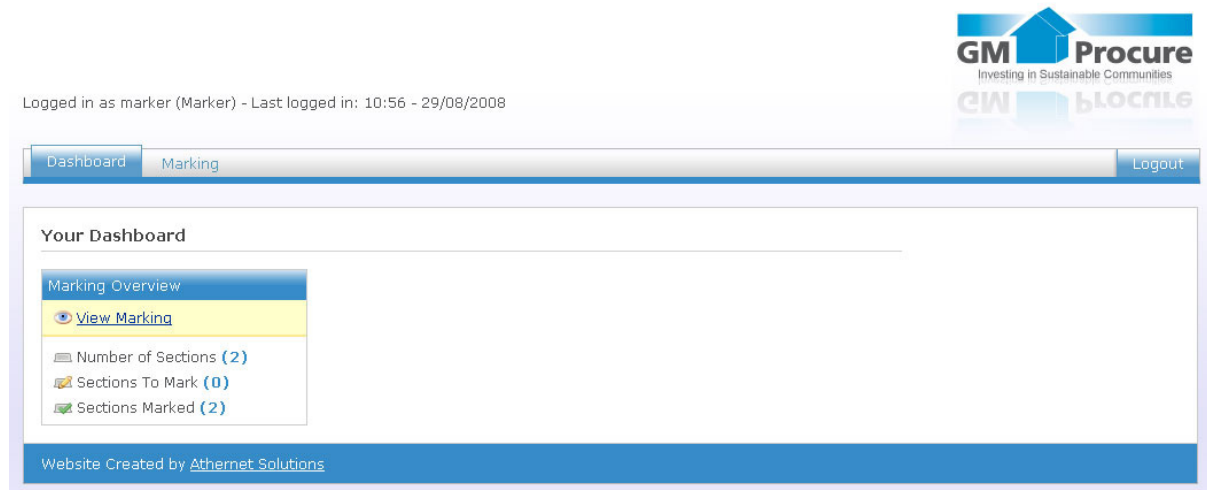 GM Procure
Investing in Sustainable Communities
Logged in as marker (Marker) - Last logged in: 10:56 - 29/08/2008
Dashboard Marking Logout
Your Dashboard
Marking Overview
View Marking
Number of Sections (2)
Sections To Mark (0)
Sections Marked (2)
Website Created by Athernet Solutions